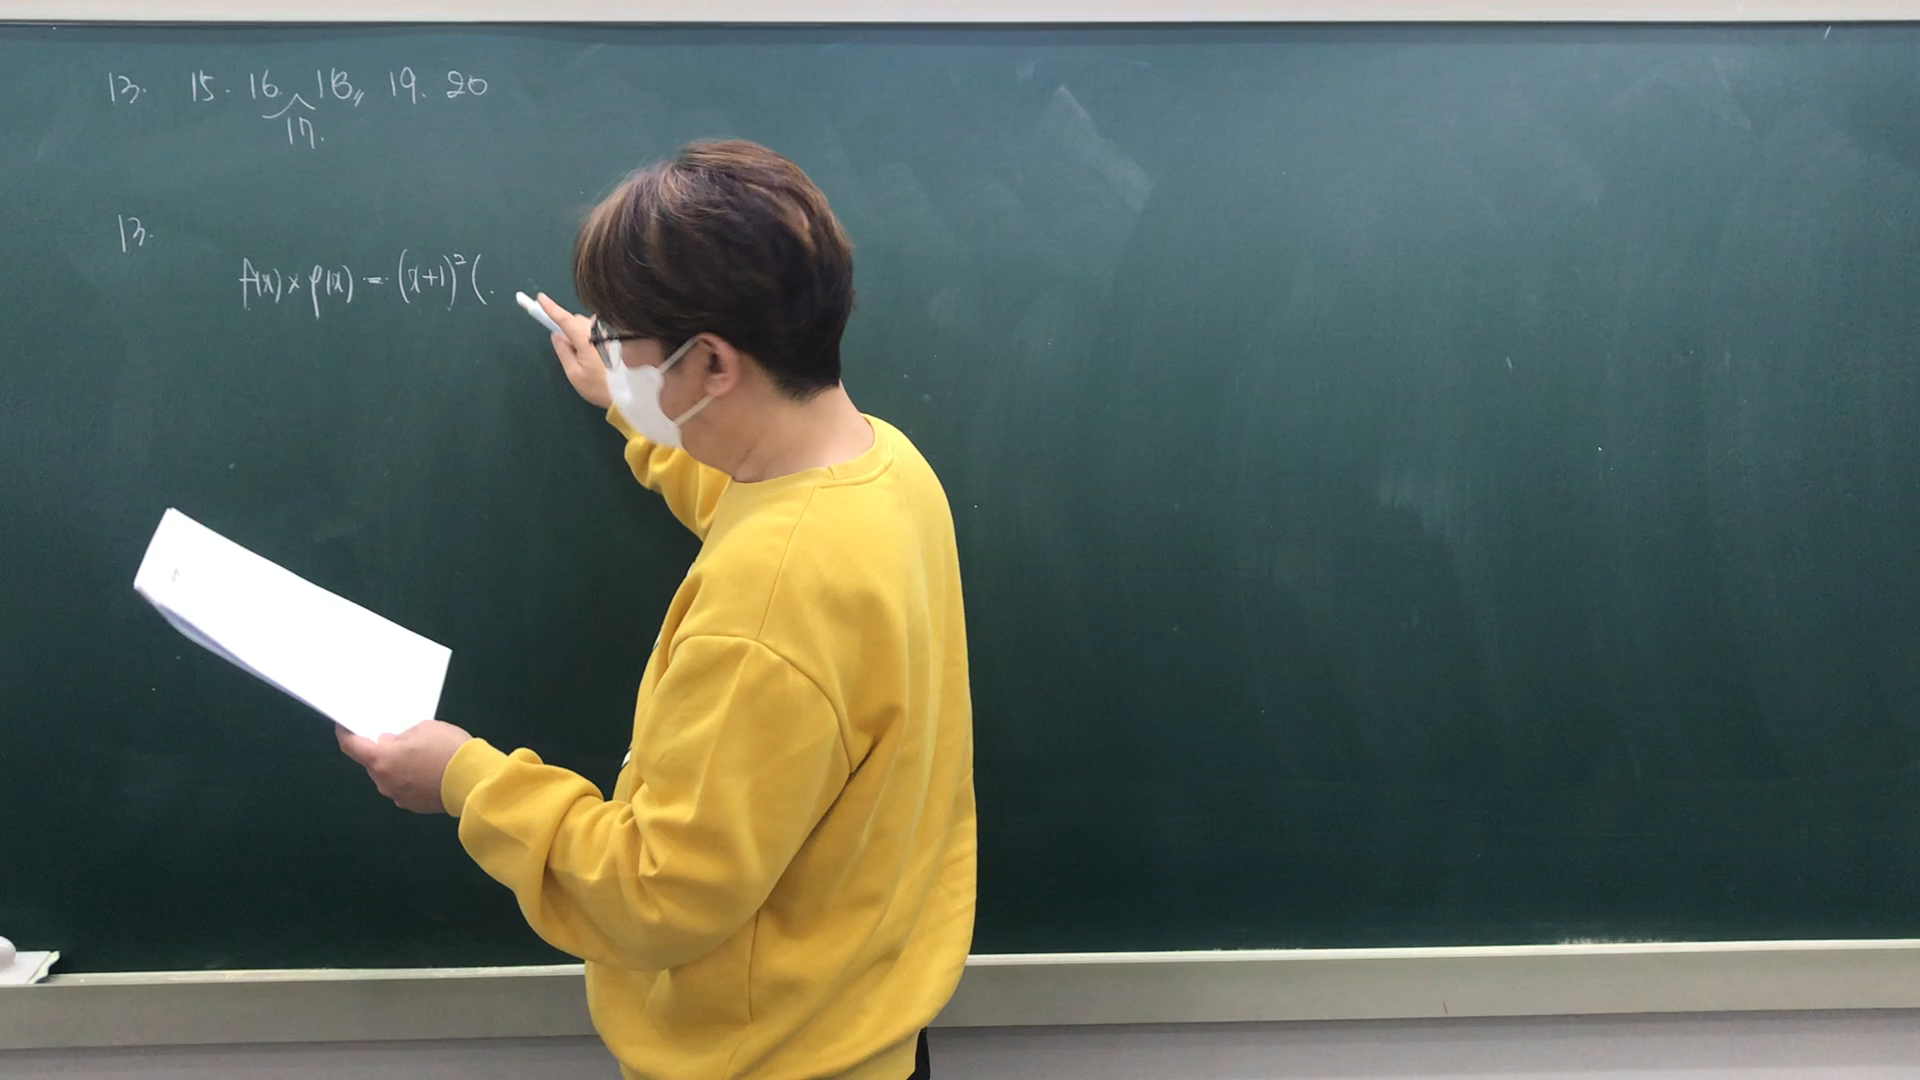 13. 15. 16. 18, 19. 20
17.
13.
f(x) × g(x) = (x+1)² (